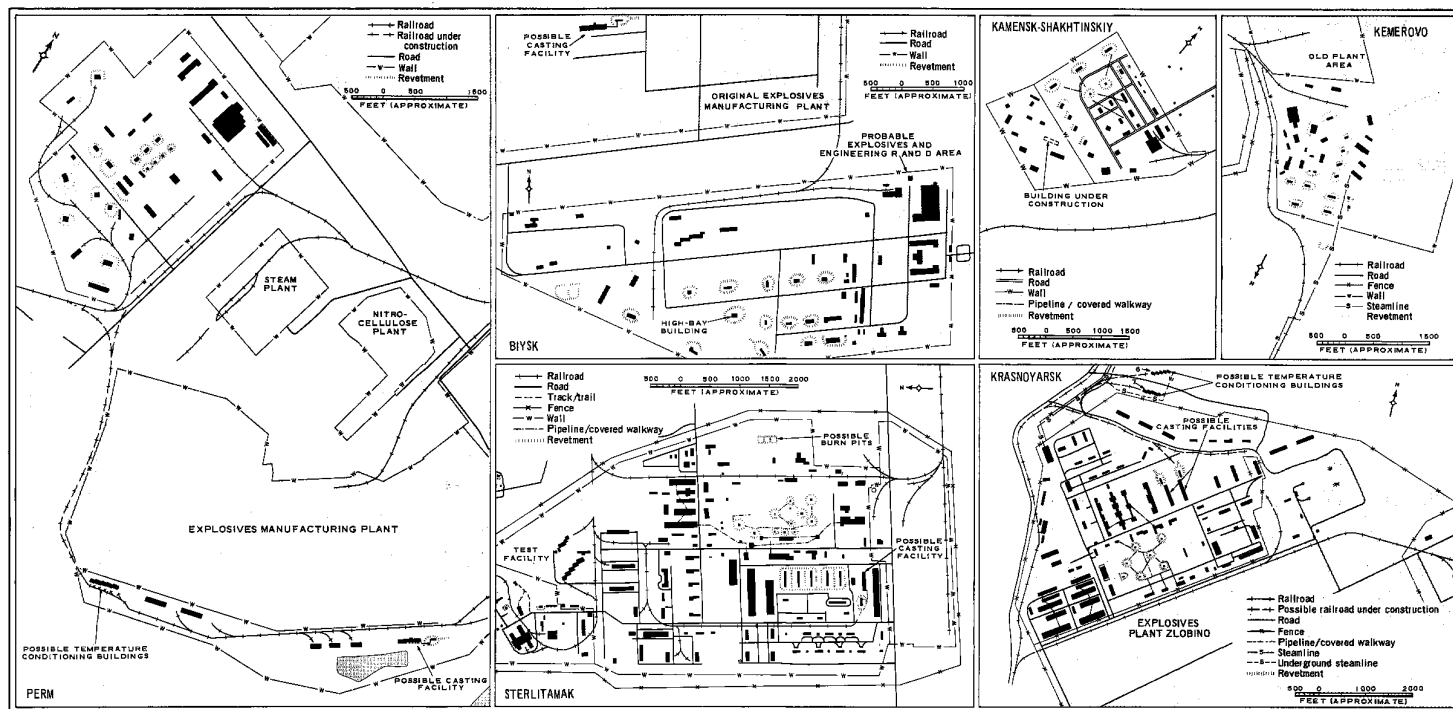 N
Railroad
Railroad under
construction
Road
Wall
Revetment
500 0 500 1500
FEET (APPROXIMATE)
STEAM
PLANT
NITRO-
CELLULOSE
PLANT
EXPLOSIVES MANUFACTURING PLANT
POSSIBLE TEMPERATURE
CONDITIONING BUILDINGS
POSSIBLE CASTING
FACILITY
PERM
POSSIBLE
CASTING
FACILITY
Railroad
Road
Wall
Revetment
500 0 500 1000
FEET (APPROXIMATE)
ORIGINAL EXPLOSIVES
MANUFACTURING PLANT
PROBABLE
EXPLOSIVES AND
ENGINEERING R AND D AREA
N
HIGH-BAY
BUILDING
BIYSK
KAMENSK-SHAKHTINSKIY
N
BUILDING UNDER
CONSTRUCTION
Railroad
Road
Wall
Pipeline / covered walkway
Revetment
500 0 500 1000 1500
FEET (APPROXIMATE)
KEMEROVO
OLD PLANT
AREA
N
Railroad
Road
Fence
Wall
Steamline
Revetment
500 0 500 1500
FEET (APPROXIMATE)
Railroad
Road
Track/trail
Fence
Wall
Pipeline/covered walkway
Revetment
500 0 500 1000 1500 2000
FEET (APPROXIMATE)
N
POSSIBLE
BURN PITS
TEST
FACILITY
POSSIBLE
CASTING
FACILITY
STERLITAMAK
KRASNOYARSK
POSSIBLE TEMPERATURE
CONDITIONING BUILDINGS
N
POSSIBLE
CASTING
FACILITIES
EXPLOSIVES
PLANT ZLOBINO
Railroad
Possible railroad under construction
Road
Fence
Pipeline/covered walkway
Steamline
Underground steamline
Revetment
500 0 1000 2000
FEET (APPROXIMATE)